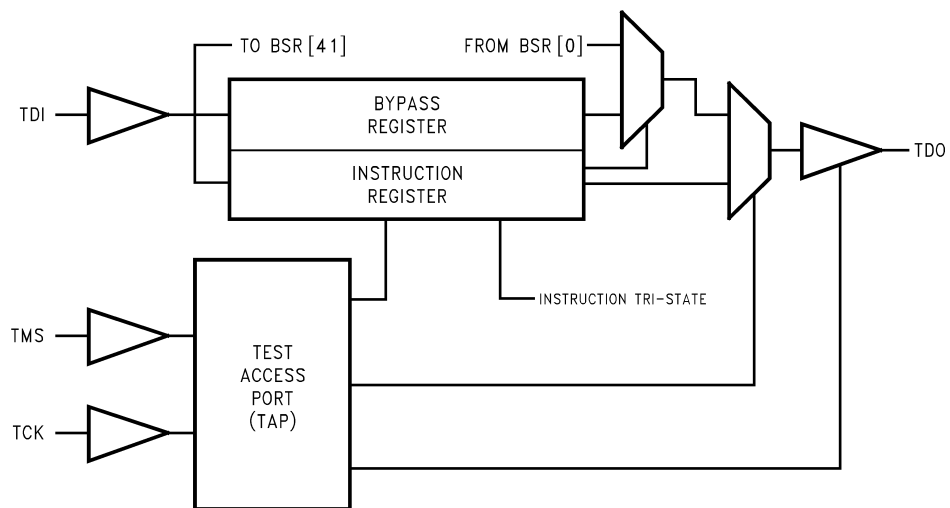 TO BSR [41]
FROM BSR [0]
TDI
BYPASS
REGISTER
INSTRUCTION
REGISTER
TDO
INSTRUCTION TRI-STATE
TMS
TCK
TEST
ACCESS
PORT
(TAP)